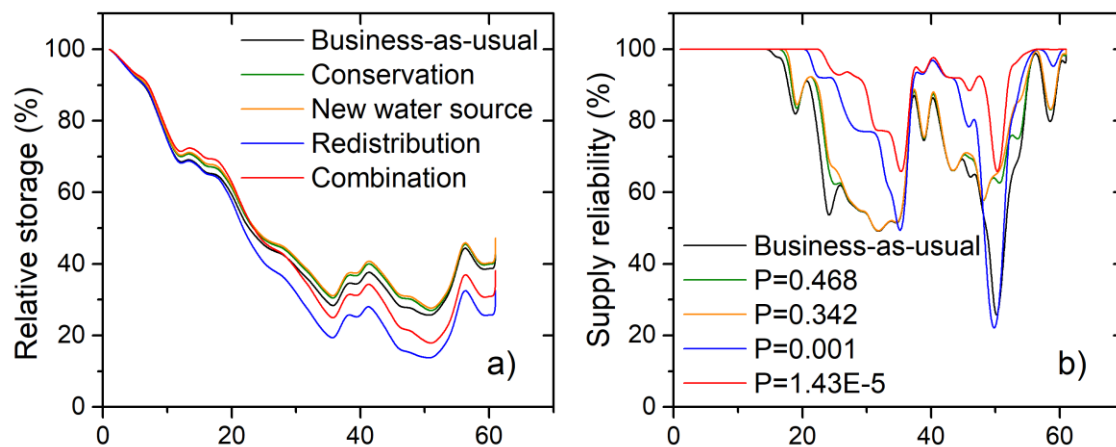 Relative storage (%)
100
80
60
40
20
0
0 20 40 60
Business-as-usual
Conservation
New water source
Redistribution
Combination
a)
Supply reliability (%)
100
80
60
40
20
0
0 20 40 60
Business-as-usual
P=0.468
P=0.342
P=0.001
P=1.43E-5
b)